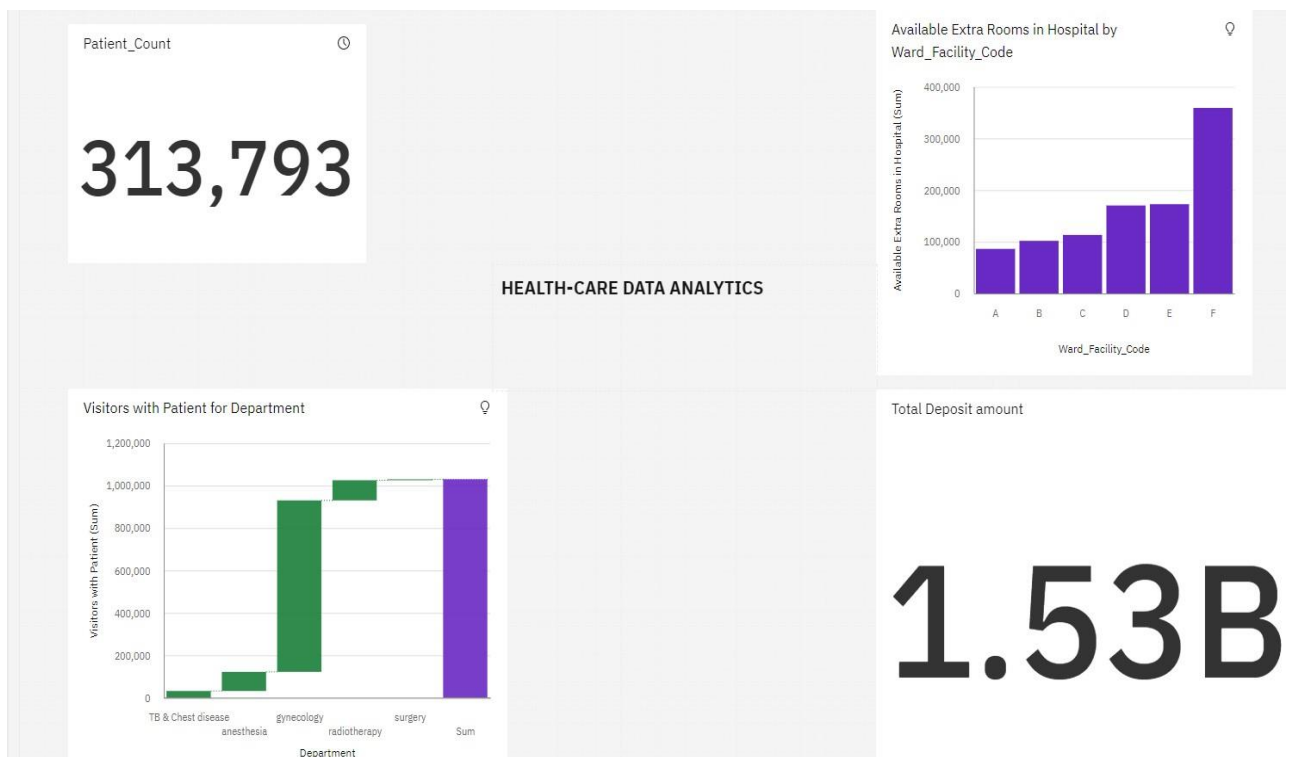 Patient_Count
313,793
Available Extra Rooms in Hospital by
Ward_Facility_Code
Available Extra Rooms in Hospital (Sum)
400,000
300,000
200,000
100,000
0
A B C D E F
Ward_Facility_Code
HEALTH-CARE DATA ANALYTICS
Visitors with Patient for Department
Visitors with Patient (Sum)
1,200,000
1,000,000
800,000
600,000
400,000
200,000
0
TB & Chest disease gynecology surgery
anesthesia radiotherapy Sum
Department
Total Deposit amount
1.53B